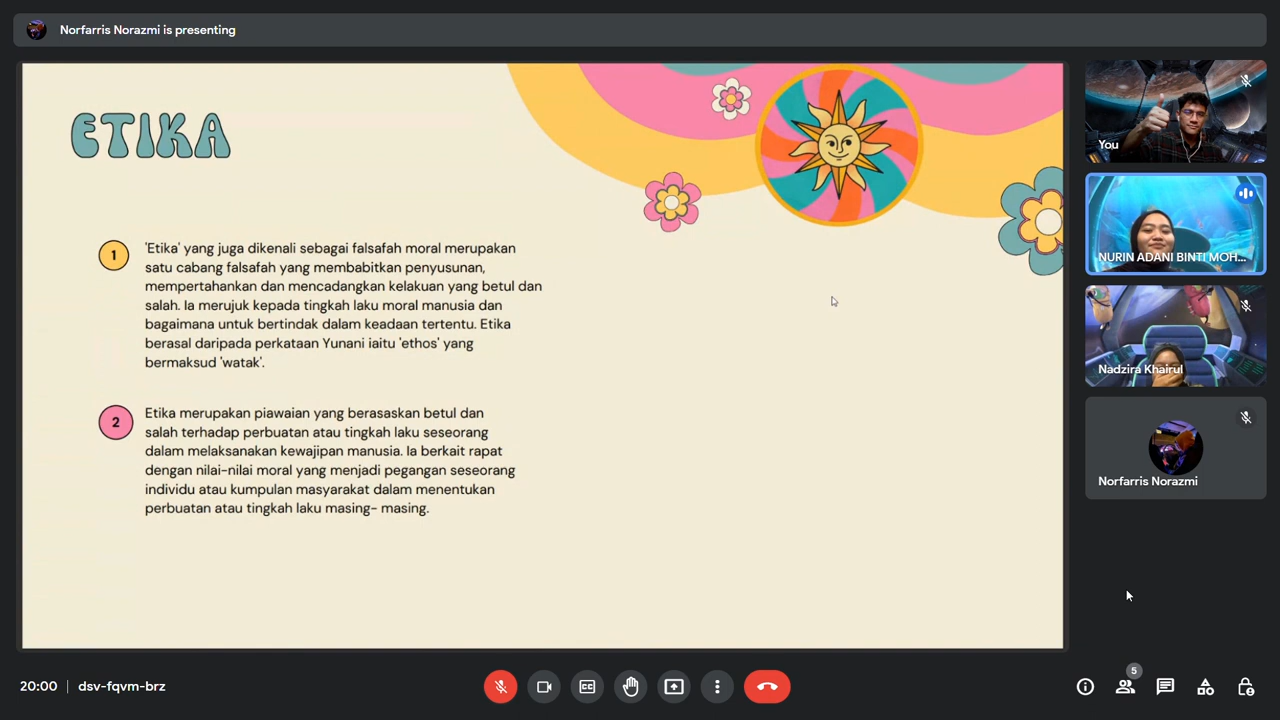 Norfarris Norazmi is presenting
ETIKA
1
'Etika' yang juga dikenali sebagai falsafah moral merupakan
satu cabang falsafah yang membabitkan penyusunan,
mempertahankan dan mencadangkan kelakuan yang betul dan
salah. Ia merujuk kepada tingkah laku moral manusia dan
bagaimana untuk bertindak dalam keadaan tertentu. Etika
berasal daripada perkataan Yunani iaitu 'ethos' yang
bermaksud 'watak'.
2
Etika merupakan piawaian yang berasaskan betul dan
salah terhadap perbuatan atau tingkah laku seseorang
dalam melaksanakan kewajipan manusia. Ia berkait rapat
dengan nilai-nilai moral yang menjadi pegangan seseorang
individu atau kumpulan masyarakat dalam menentukan
perbuatan atau tingkah laku masing- masing.
You
NURIN ADANI BINTI MOH...
Nadzira Khairul
Norfarris Norazmi
20:00 | dsv-fqvm-brz
CC
5